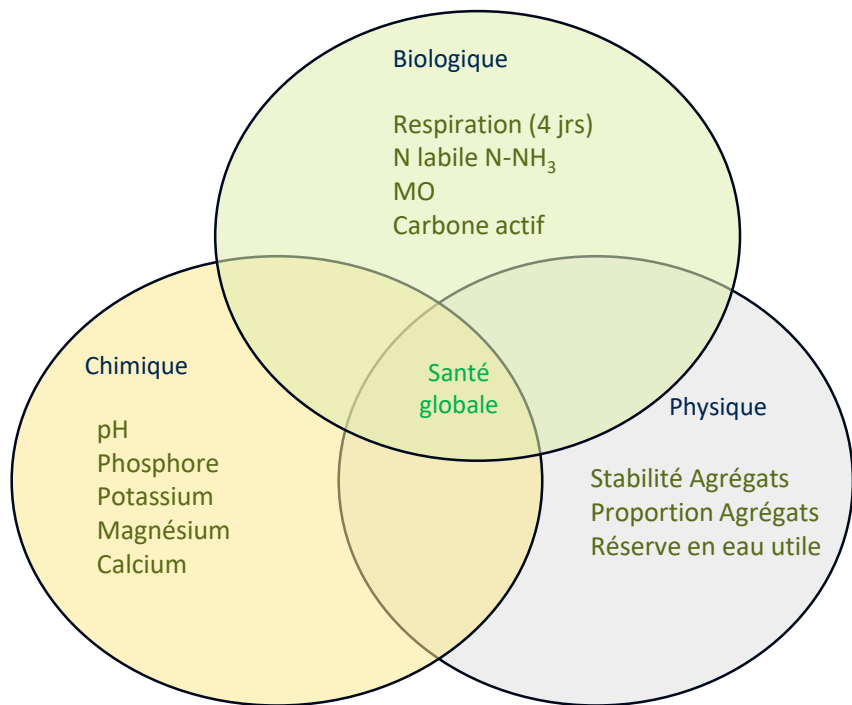 Biologique
Respiration (4 jrs)
N labile N-NH₃
MO
Carbone actif
Chimique
pH
Phosphore
Potassium
Magnésium
Calcium
Santé
globale
Physique
Stabilité Agrégats
Proportion Agrégats
Réserve en eau utile